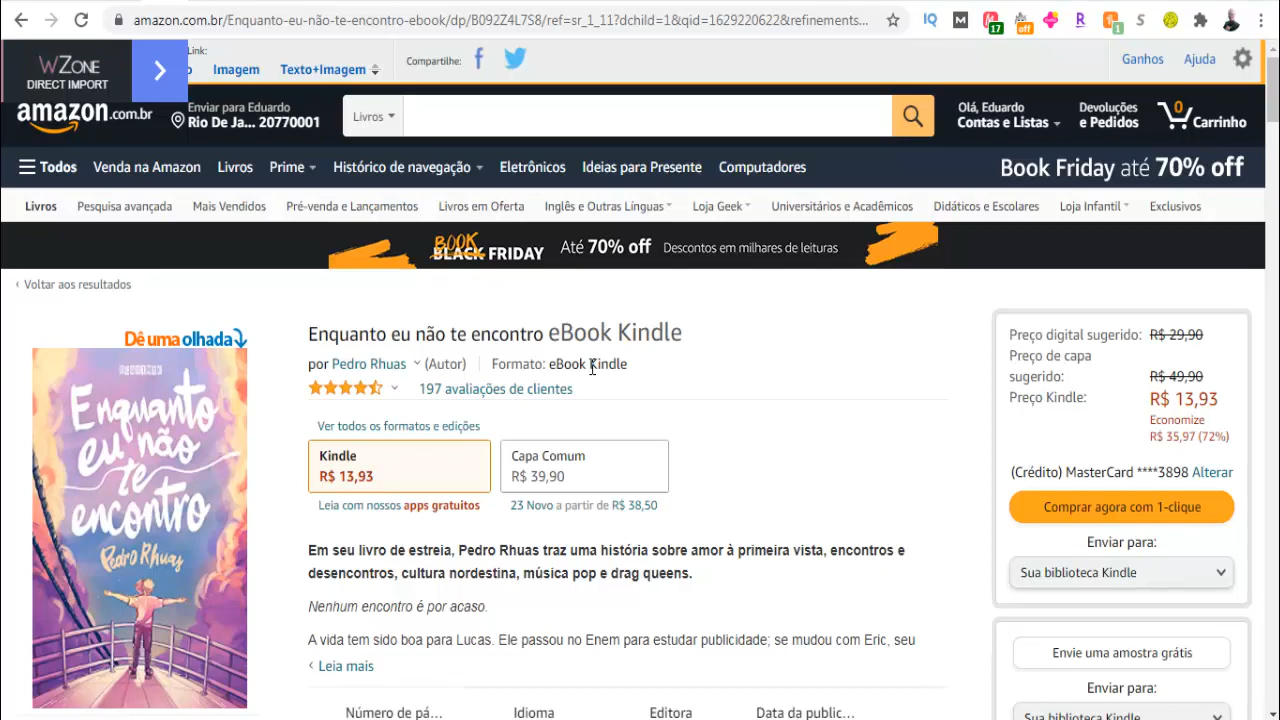 amazon.com.br/Enquanto-eu-não-te-encontro-ebook/dp/B092Z4L7S8/ref=sr_1_11?dchild=1&qid=1629220622&refinements...
IQ M 17 off R 1 S
WZONE
DIRECT IMPORT
Link:
Imagem Texto+Imagem
Compartilhe:
Ganhos Ajuda
amazon.com.br
Enviar para Eduardo
Rio De Ja... 20770001
Livros
Olá, Eduardo
Contas e Listas
Devoluções
e Pedidos
0
Carrinho
Todos Venda na Amazon Livros Prime Histórico de navegação Eletrônicos Ideias para Presente Computadores Book Friday até 70% off
Livros Pesquisa avançada Mais Vendidos Pré-venda e Lançamentos Livros em Oferta Inglês e Outras Línguas Loja Geek Universitários e Acadêmicos Didáticos e Escolares Loja Infantil Exclusivos
BOOK
BLACK FRIDAY Até 70% off Descontos em milhares de leituras
‹ Voltar aos resultados
Dê uma olhada
Enquanto
eu não
te
encontro
Pedro Rhuas
Enquanto eu não te encontro eBook Kindle
por Pedro Rhuas (Autor) Formato: eBook Kindle
197 avaliações de clientes
Ver todos os formatos e edições
Kindle
R$ 13,93
Capa Comum
R$ 39,90
Leia com nossos apps gratuitos
23 Novo a partir de R$ 38,50
Em seu livro de estreia, Pedro Rhuas traz uma história sobre amor à primeira vista, encontros e
desencontros, cultura nordestina, música pop e drag queens.
Nenhum encontro é por acaso.
A vida tem sido boa para Lucas. Ele passou no Enem para estudar publicidade; se mudou com Eric, seu
‹ Leia mais
Número de pá... Idioma Editora Data da public...
Preço digital sugerido: R$ 29,90
Preço de capa
sugerido: R$ 49,90
Preço Kindle: R$ 13,93
Economize
R$ 35,97 (72%)
(Crédito) MasterCard ****3898 Alterar
Comprar agora com 1-clique
Enviar para:
Sua biblioteca Kindle
Envie uma amostra grátis
Enviar para:
Sua biblioteca Kindle